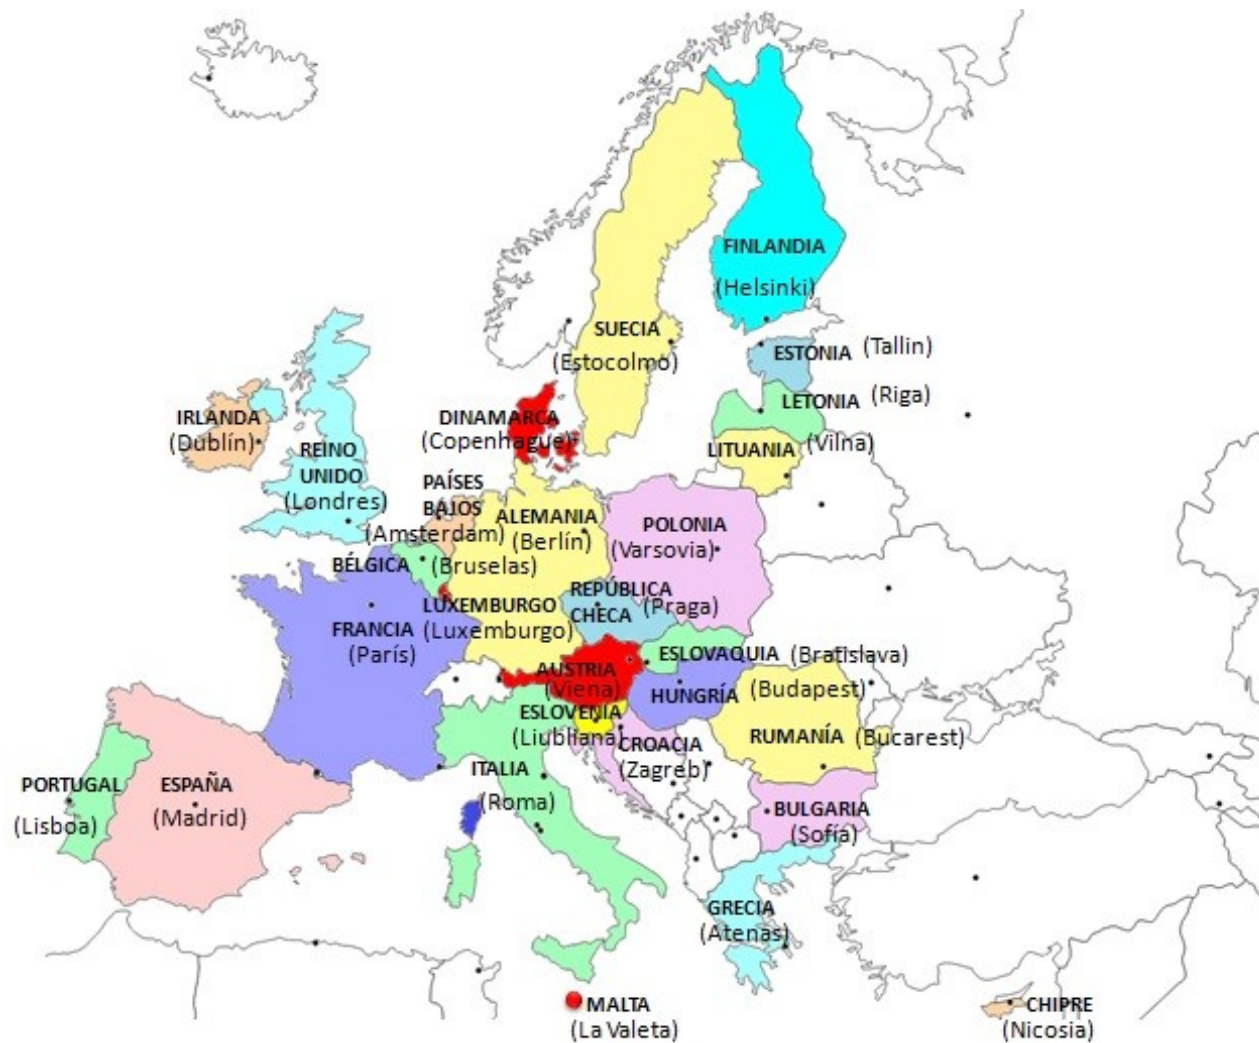 FINLANDIA
(Helsinki)
SUECIA
(Estocolmo)
ESTONIA (Tallin)
LETONIA (Riga)
LITUANIA (Vilna)
IRLANDA
(Dublín)
REINO
UNIDO
(Londres)
DINAMARCA
(Copenhague)
PAÍSES
BAJOS
(Amsterdam)
ALEMANIA
(Berlín)
POLONIA
(Varsovia)
BÉLGICA (Bruselas)
LUXEMBURGO
(Luxemburgo)
REPÚBLICA
CHECA (Praga)
FRANCIA
(París)
AUSTRIA
(Viena)
ESLOVAQUIA (Bratislava)
HUNGRÍA (Budapest)
ESLOVENIA
(Liubliana)
CROACIA
(Zagreb)
RUMANÍA (Bucarest)
PORTUGAL
(Lisboa)
ESPAÑA
(Madrid)
ITALIA
(Roma)
BULGARIA
(Sofía)
GRECIA
(Atenas)
MALTA
(La Valeta)
CHIPRE
(Nicosia)